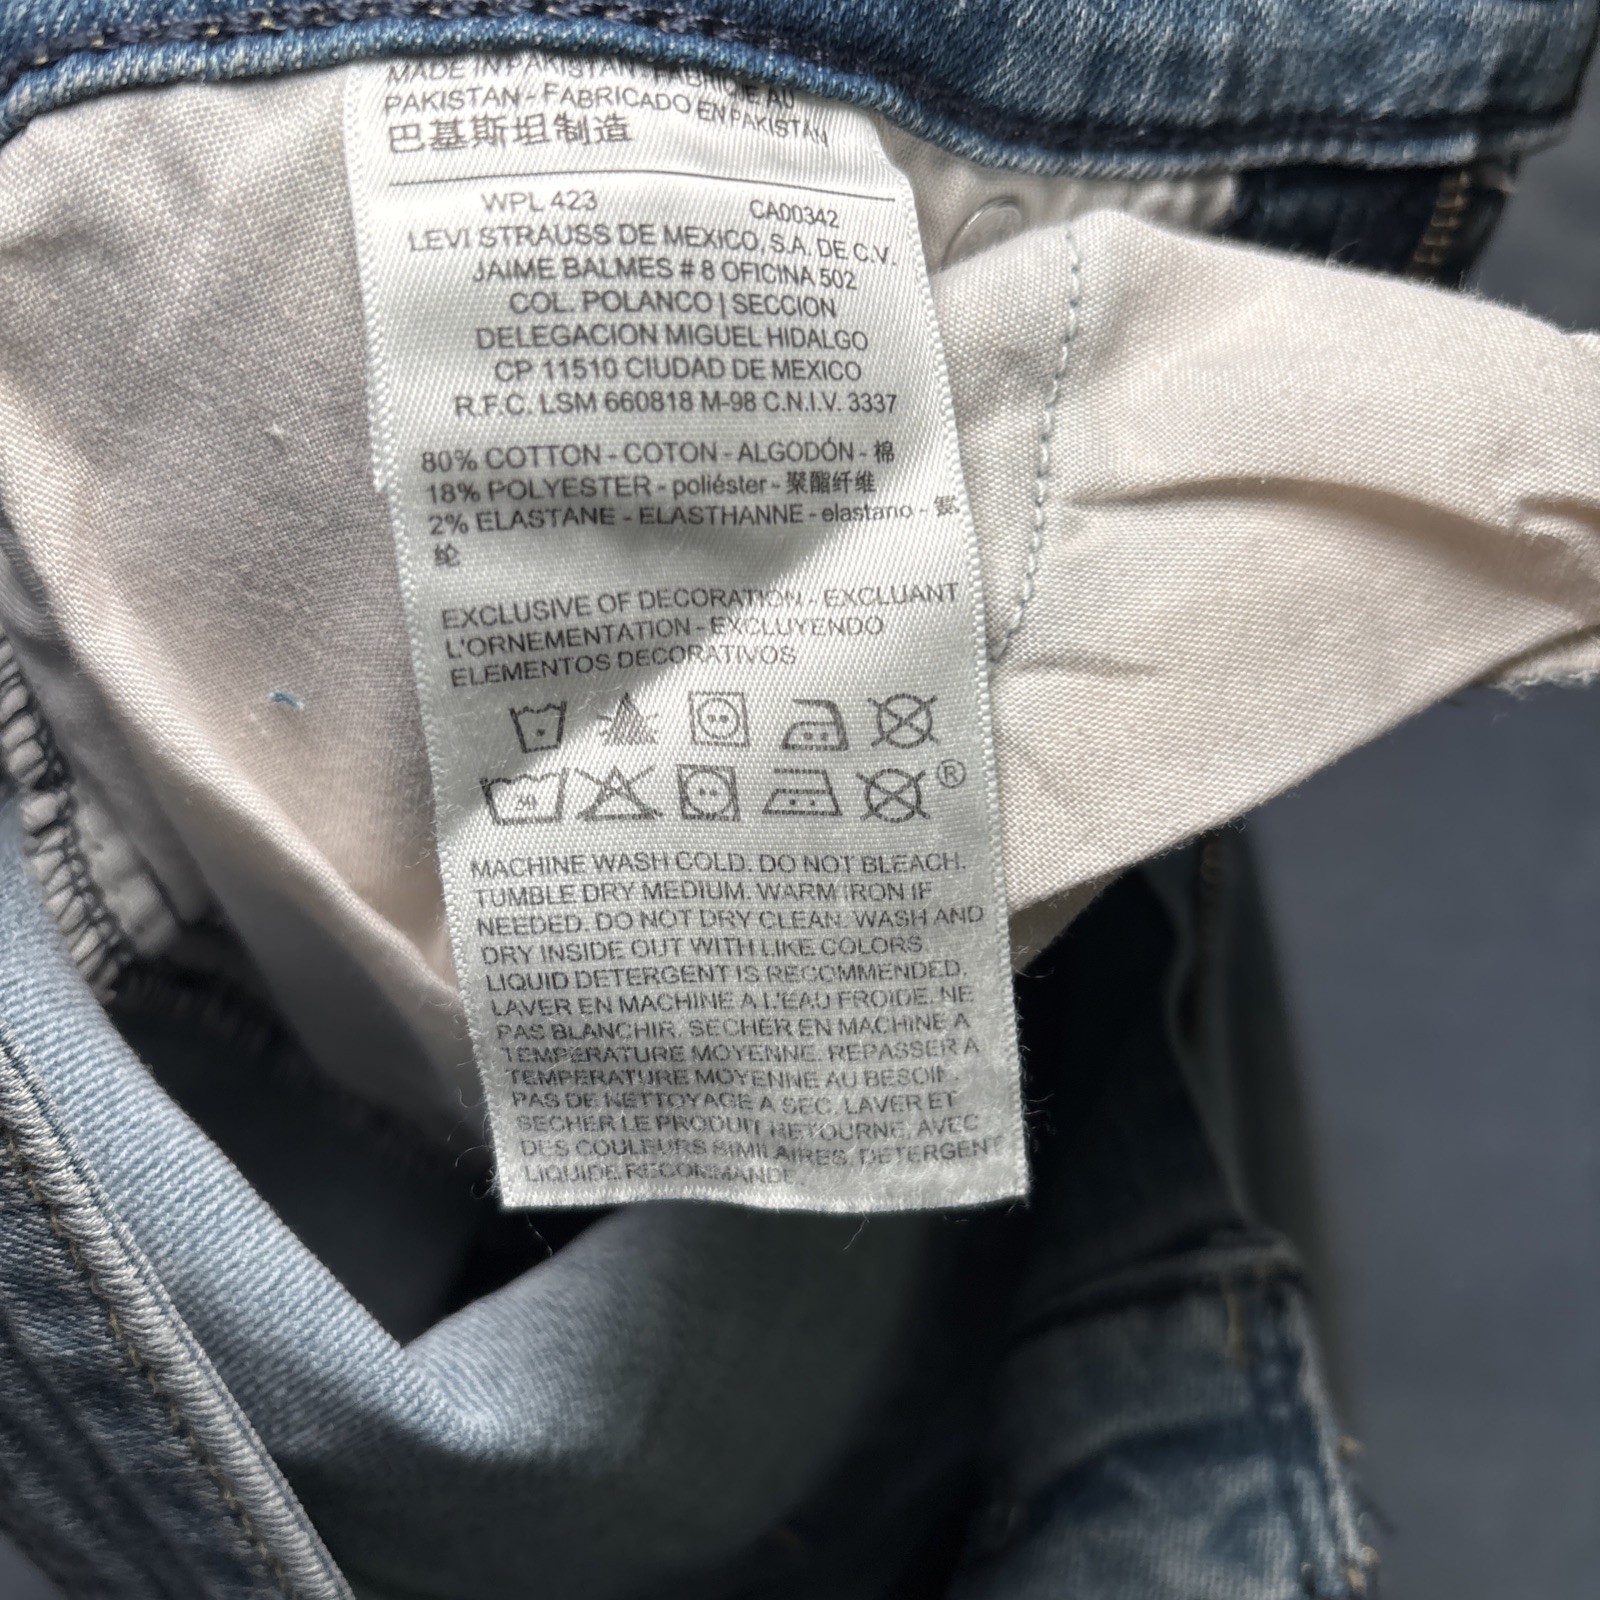 MADE IN PAKISTAN - FABRIQUÉ AU
PAKISTAN - FABRICADO EN PAKISTÁN
巴基斯坦制造
WPL 423 CA00342
LEVI STRAUSS DE MEXICO, S.A. DE C.V.
JAIME BALMES # 8 OFICINA 502
COL. POLANCO | SECCION
DELEGACION MIGUEL HIDALGO
CP 11510 CIUDAD DE MEXICO
R.F.C. LSM 660818 M-98 C.N.I.V. 3337
80% COTTON - COTON - ALGODÓN - 棉
18% POLYESTER - poliéster - 聚酯纤维
2% ELASTANE - ELASTHANNE - elastano - 氨
纶
EXCLUSIVE OF DECORATION - EXCLUANT
L'ORNEMENTATION - EXCLUYENDO
ELEMENTOS DECORATIVOS
30 ®
MACHINE WASH COLD. DO NOT BLEACH.
TUMBLE DRY MEDIUM. WARM IRON IF
NEEDED. DO NOT DRY CLEAN. WASH AND
DRY INSIDE OUT WITH LIKE COLORS.
LIQUID DETERGENT IS RECOMMENDED.
LAVER EN MACHINE A L'EAU FROIDE. NE
PAS BLANCHIR. SECHER EN MACHINE A
TEMPERATURE MOYENNE. REPASSER A
TEMPERATURE MOYENNE AU BESOIN.
PAS DE NETTOYAGE A SEC. LAVER ET
SECHER LE PRODUIT RETOURNE, AVEC
DES COULEURS SIMILAIRES. DETERGENT
LIQUIDE RECOMMANDE